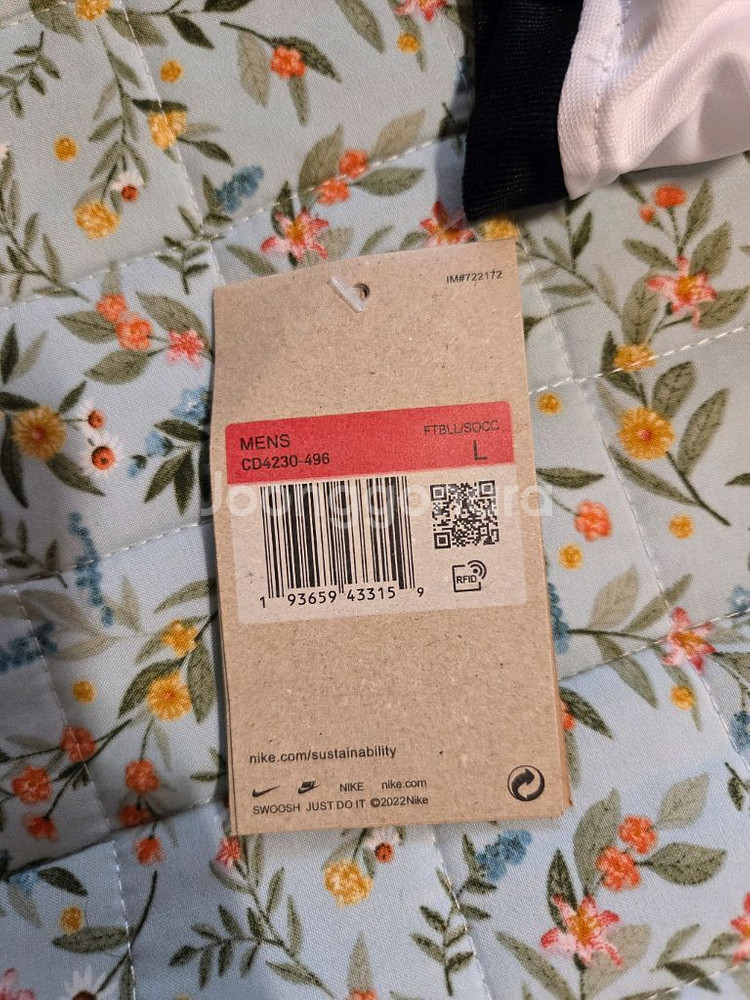 IM#722172
MENS FTBLL/SOCC
CD4230-496 L
Joonggonara
RFID
1 93659 43315 9
nike.com/sustainability
NIKE nike.com
SWOOSH JUST DO IT ©2022Nike